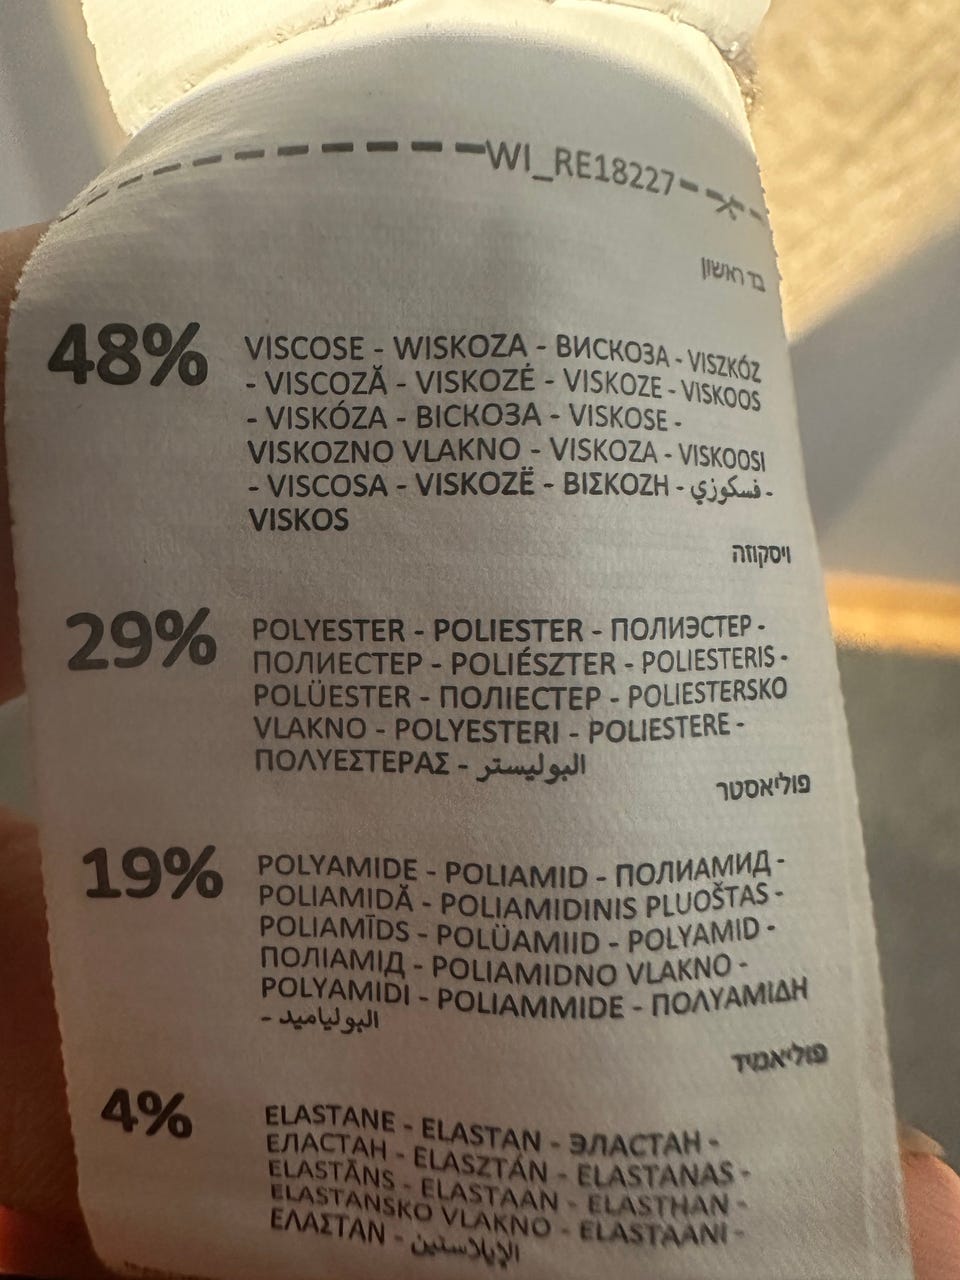 WI_RE18227
בד ראשון
48% VISCOSE - WISKOZA - ВИСКОЗА - VISZKÓZ
- VISCOZĂ - VISKOZĖ - VISKOZE - VISKOOS
- VISKÓZA - ВІСКОЗА - VISKOSE -
VISKOZNO VLAKNO - VISKOZA - VISKOOSI
- VISCOSA - VISKOZË - ΒΙΣΚΟΖΗ - فسكوزي -
VISKOS
ויסקוזה
29% POLYESTER - POLIESTER - ПОЛИЭСТЕР -
ПОЛИЕСТЕР - POLIÉSZTER - POLIESTERIS -
POLÜESTER - ПОЛІЕСТЕР - POLIESTERSKO
VLAKNO - POLYESTERI - POLIESTERE -
ΠΟΛΥΕΣΤΕΡΑΣ - البوليستر
פוליאסטר
19% POLYAMIDE - POLIAMID - ПОЛИАМИД -
POLIAMIDĂ - POLIAMIDINIS PLUOŠTAS -
POLIAMĪDS - POLÜAMIID - POLYAMID -
ПОЛІАМІД - POLIAMIDNO VLAKNO -
POLYAMIDI - POLIAMMIDE - ΠΟΛΥΑΜΙΔΗ
- البولياميد
פוליאמיד
4% ELASTANE - ELASTAN - ЭЛАСТАН -
ЕЛАСТАН - ELASZTÁN - ELASTANAS -
ELASTĀNS - ELASTAAN - ELASTHAN -
ELASTANSKO VLAKNO - ELASTAANI -
ΕΛΑΣΤΑΝ - الإيلاستين